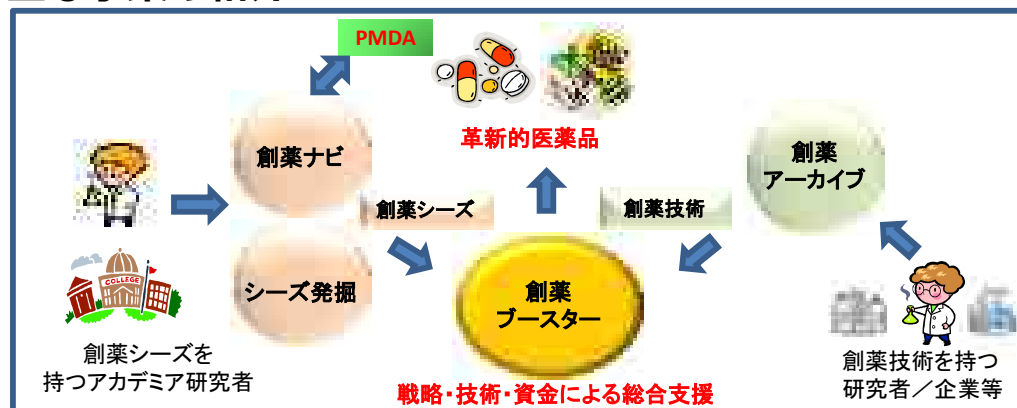 PMDA
革新的医薬品
創薬ナビ
創薬
アーカイブ
創薬シーズ
創薬技術
シーズ発掘
創薬
ブースター
COLLEGE
創薬シーズを
持つアカデミア研究者
創薬技術を持つ
研究者／企業等
戦略・技術・資金による総合支援